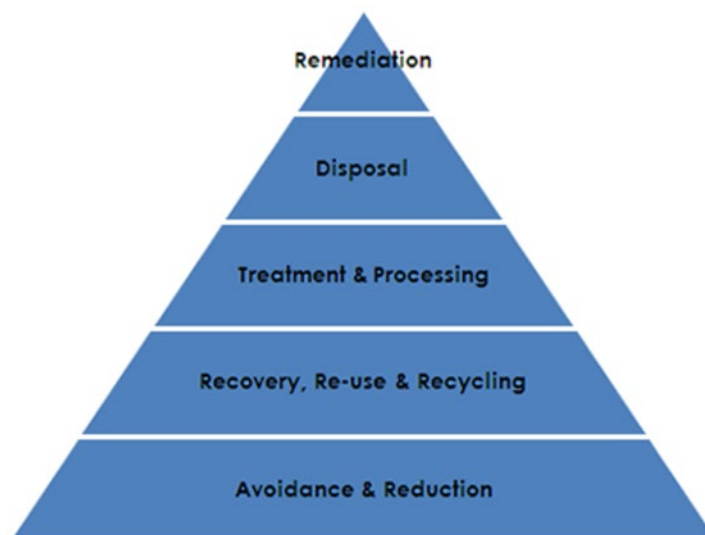 Remediation
Disposal
Treatment & Processing
Recovery, Re-use & Recycling
Avoidance & Reduction